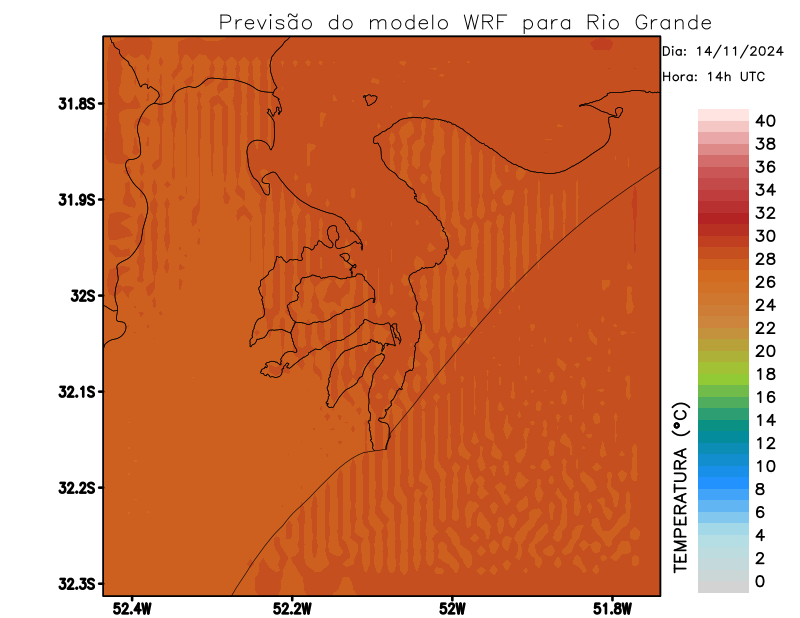 Previsão do modelo WRF para Rio Grande
Dia: 14/11/2024
Hora: 14h UTC
31.8S
31.9S
32S
32.1S
32.2S
32.3S
52.4W
52.2W
52W
51.8W
TEMPERATURA (°C)
40
38
36
34
32
30
28
26
24
22
20
18
16
14
12
10
8
6
4
2
0